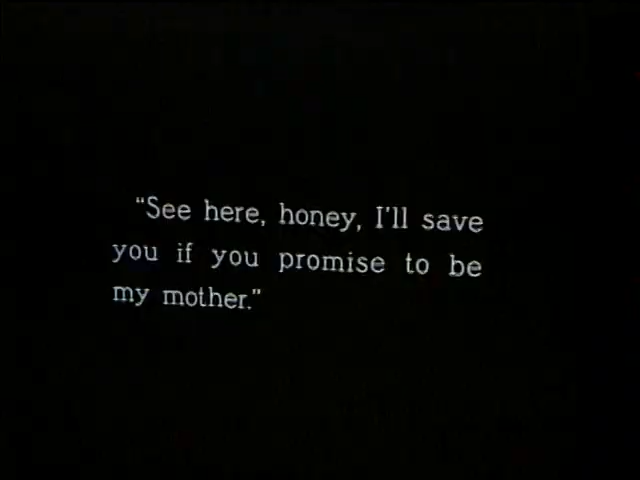 "See here, honey, I'll save
you if you promise to be
my mother."